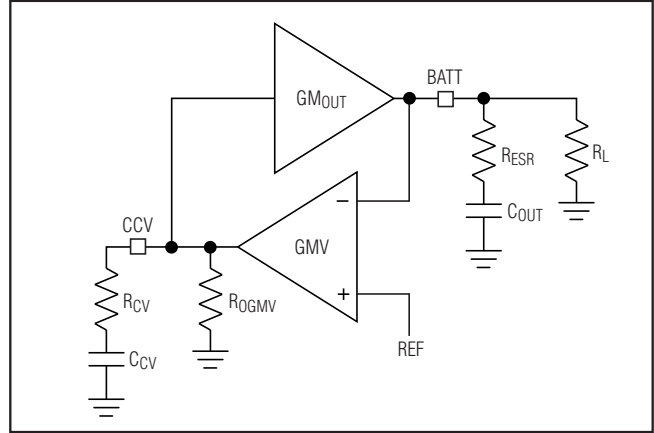 GMOUT
BATT
RESR
RL
COUT
−
GMV
+
CCV
RCV
ROGMV
CCV
REF